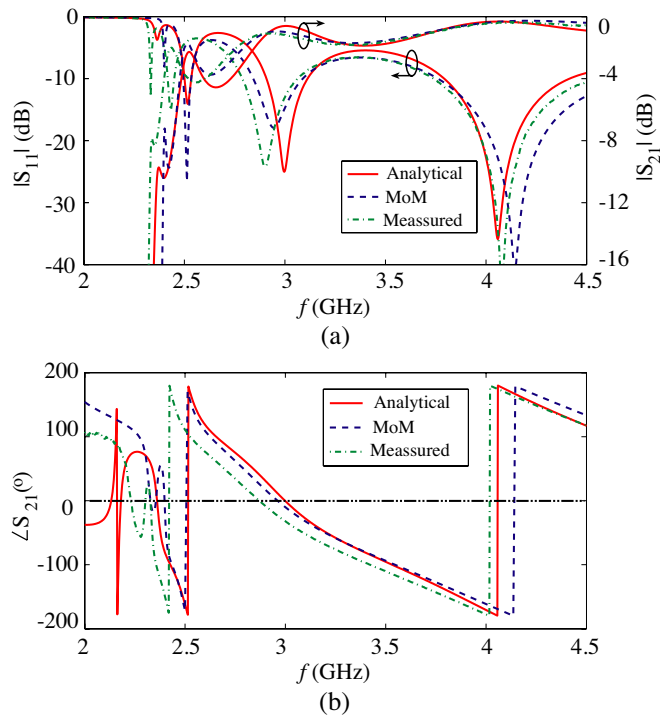 0
-10
-20
-30
-40
|S11| (dB)
0
-4
-8
-12
-16
|S21| (dB)
Analytical
MoM
Meassured
2 2.5 3 3.5 4 4.5
f (GHz)
(a)
200
100
0
-100
-200
∠S21(º)
Analytical
MoM
Meassured
2 2.5 3 3.5 4 4.5
f (GHz)
(b)